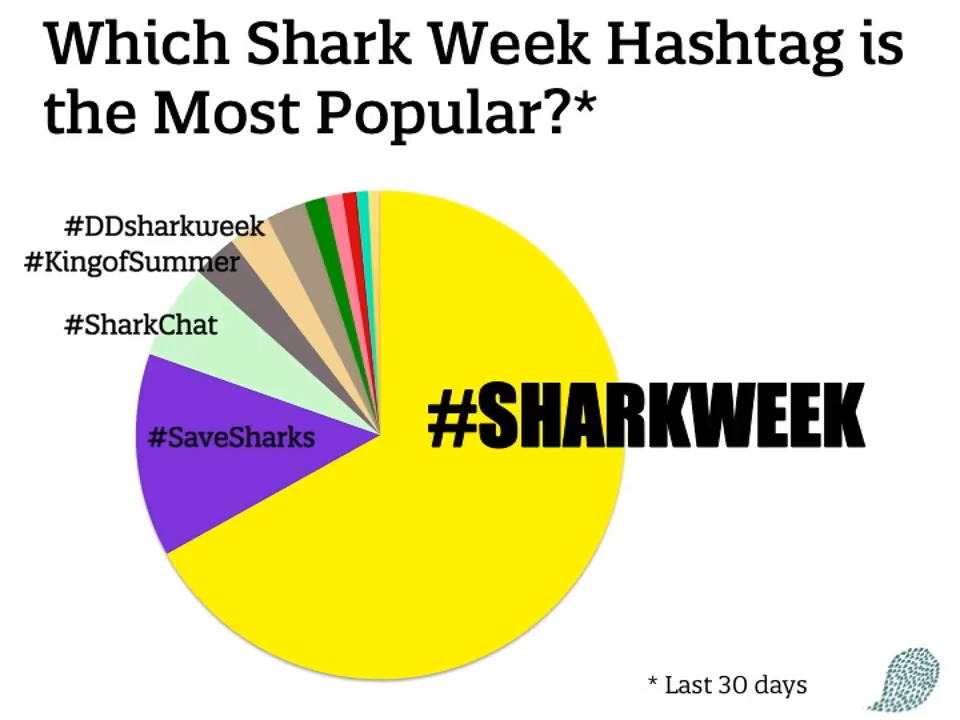 Which Shark Week Hashtag is
the Most Popular?*
#DDsharkweek
#KingofSummer
#SharkChat
#SHARKWEEK
#SaveSharks
* Last 30 days